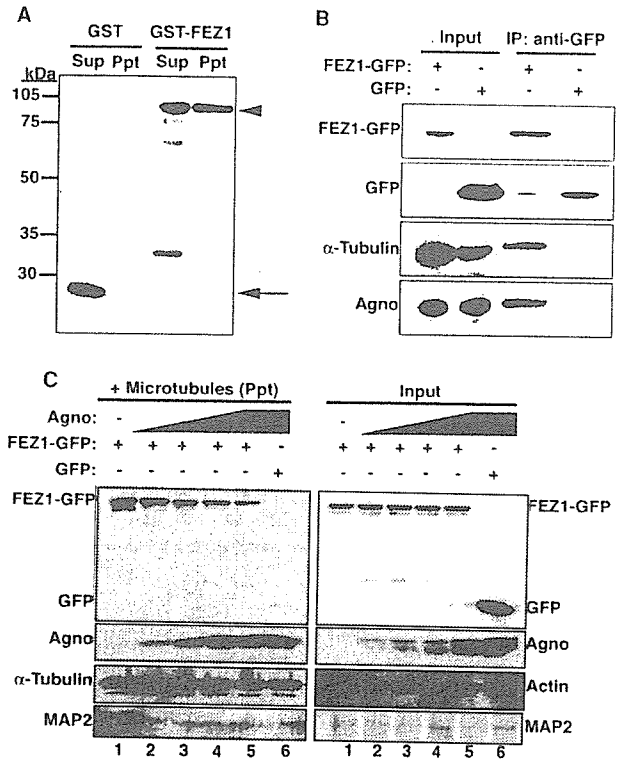 A
GST GST-FEZ1
kDa Sup Ppt Sup Ppt
105
75
50
35
30
B
Input IP: anti-GFP
FEZ1-GFP: + - + -
GFP: - + - +
FEZ1-GFP
GFP
α-Tubulin
Agno
C
+ Microtubules (Ppt) Input
Agno: - -
FEZ1-GFP: + + + + + - + + + + + -
GFP: - - - - - + - - - - - +
FEZ1-GFP FEZ1-GFP
GFP GFP
Agno Agno
α-Tubulin Actin
MAP2 MAP2
1 2 3 4 5 6 1 2 3 4 5 6